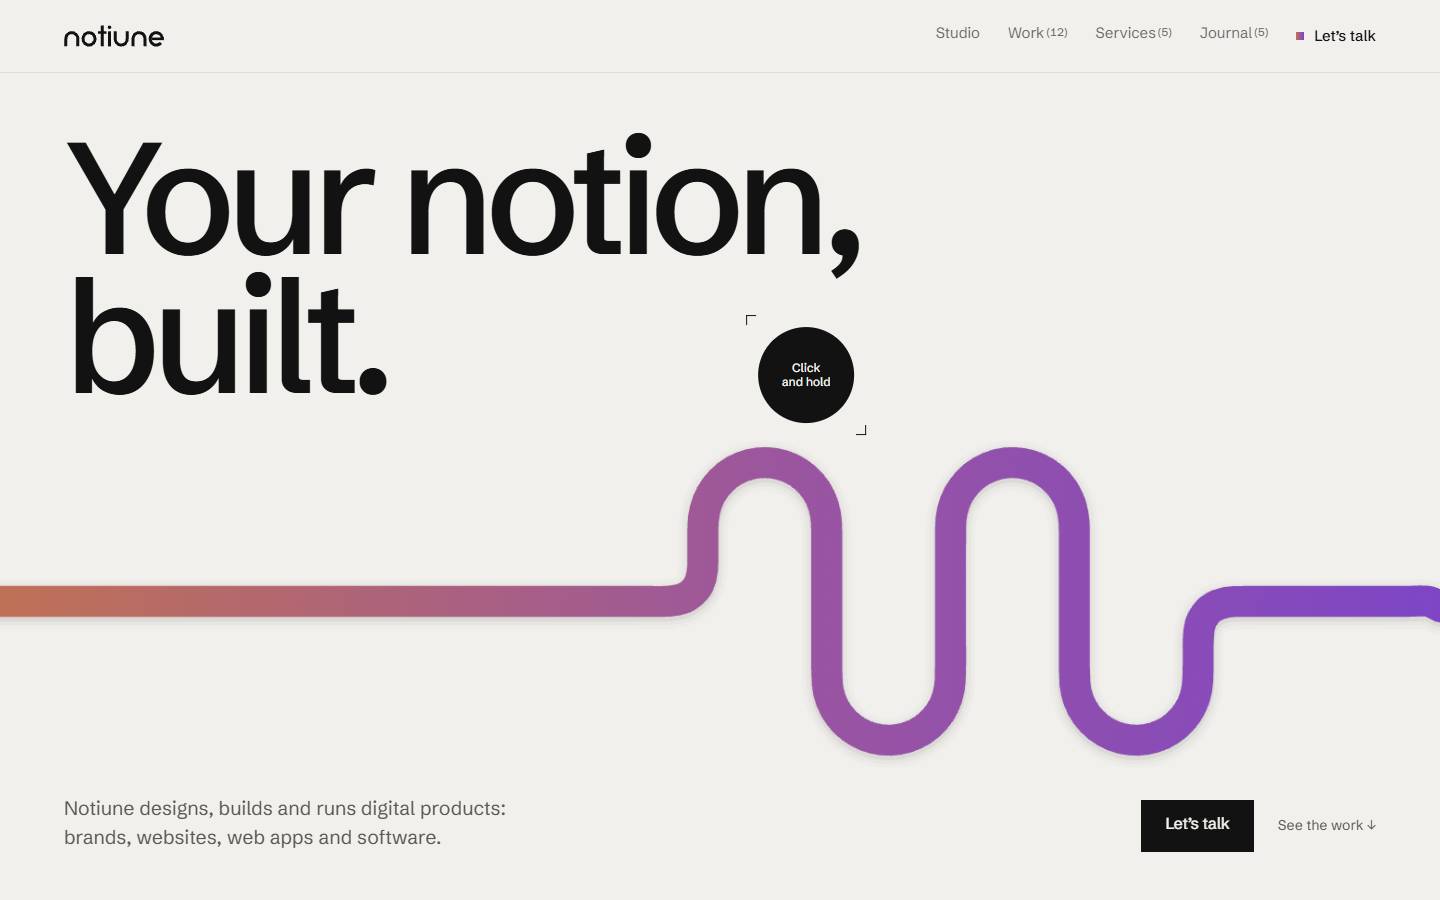 notiune
Studio
Work(12)
Services(5)
Journal(5)
Let’s talk
Your notion,
built.
Click
and hold
Notiune designs, builds and runs digital products:
brands, websites, web apps and software.
Let’s talk
See the work ↓